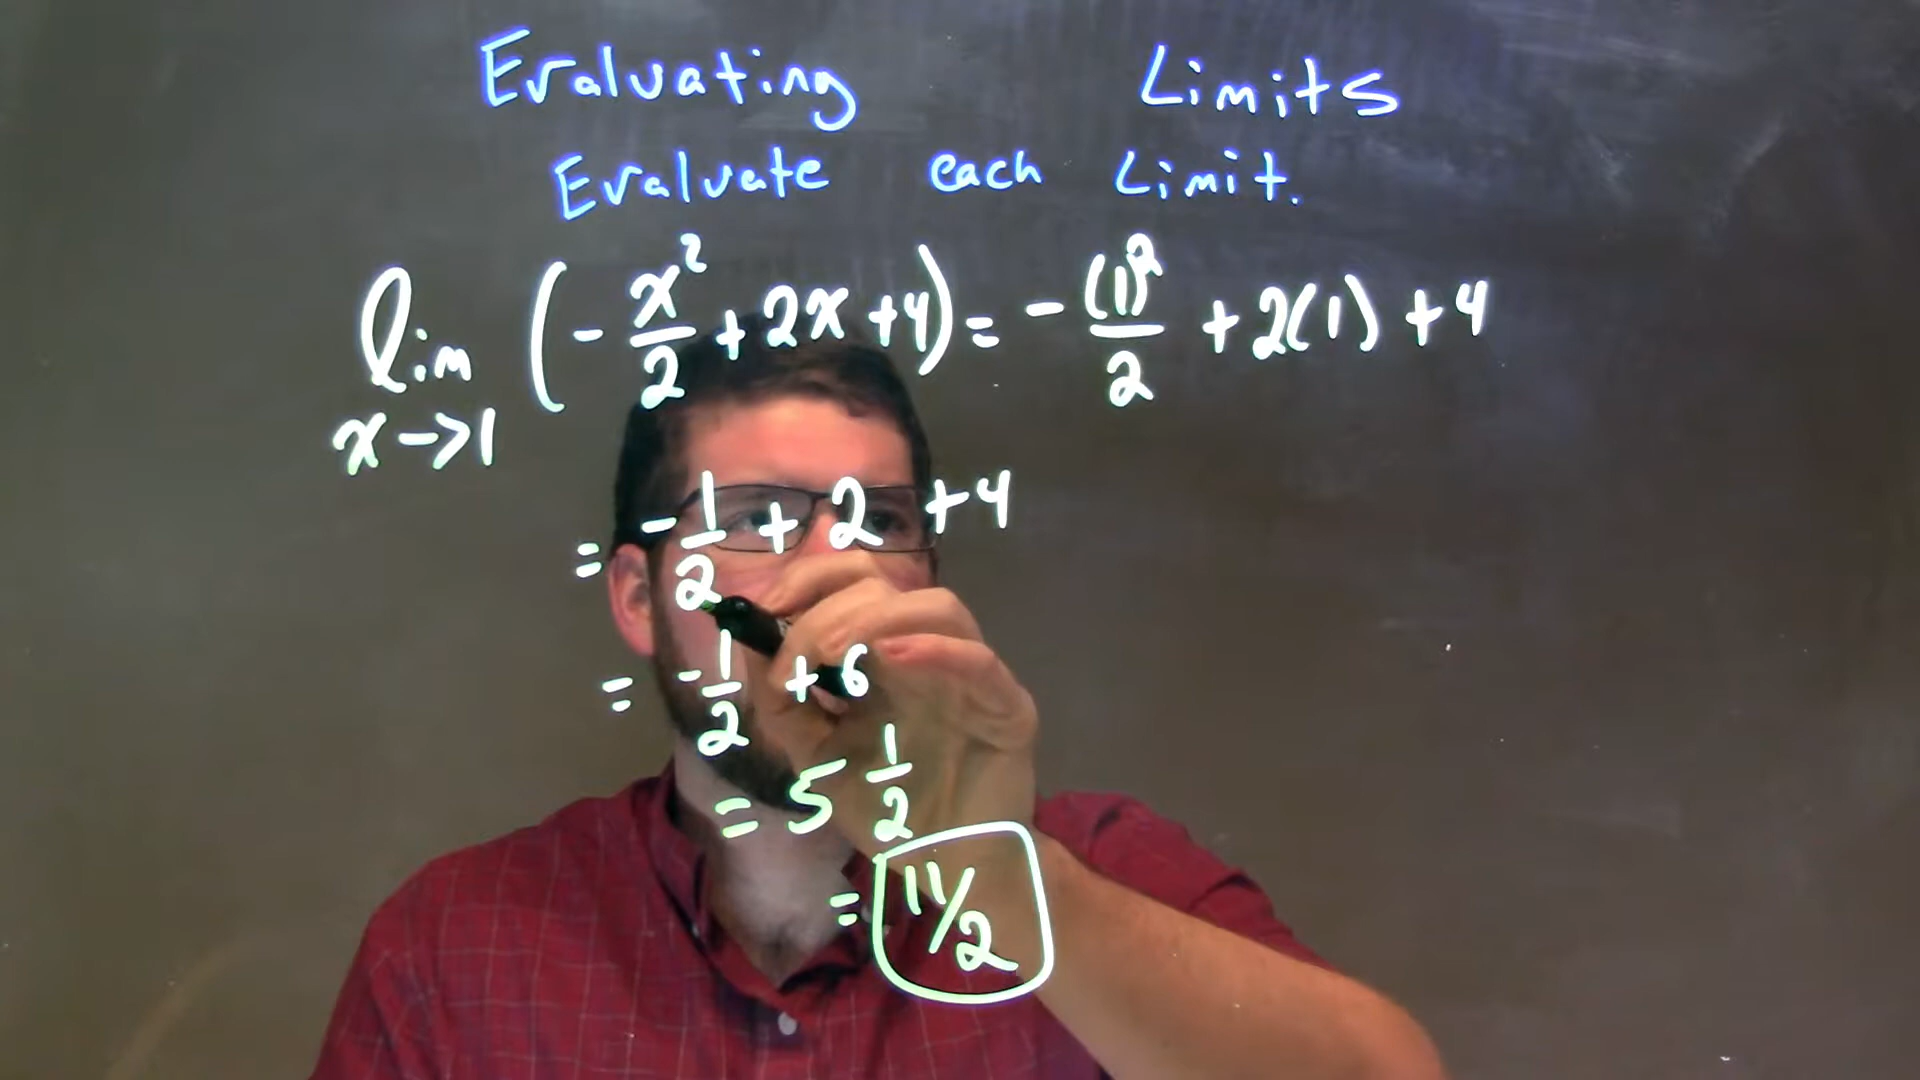 Evaluating Limits
Evaluate each Limit.
lim x→1 (-x²/2 + 2x + 4) = -(1)²/2 + 2(1) + 4
= -1/2 + 2 + 4
= -1/2 + 6
= 5 1/2
= 11/2